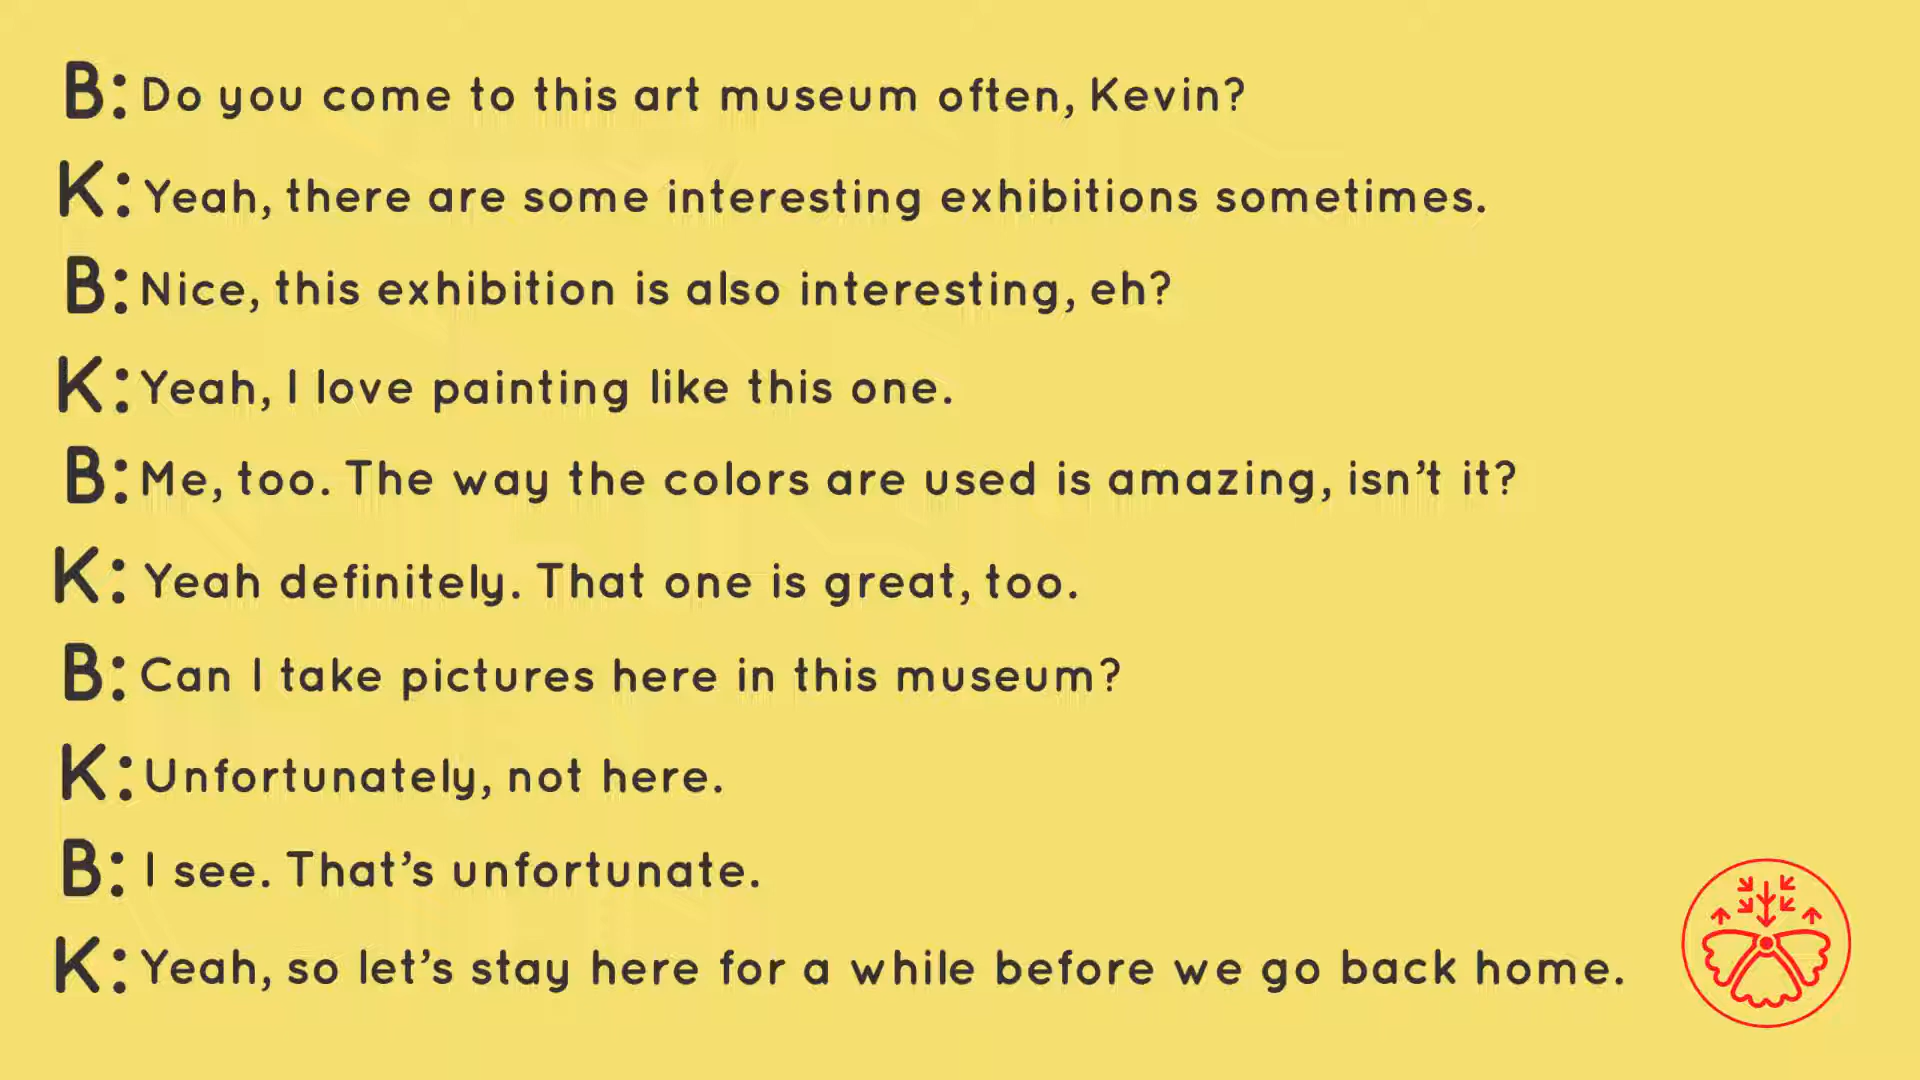 B: Do you come to this art museum often, Kevin?
K: Yeah, there are some interesting exhibitions sometimes.
B: Nice, this exhibition is also interesting, eh?
K: Yeah, I love painting like this one.
B: Me, too. The way the colors are used is amazing, isn't it?
K: Yeah definitely. That one is great, too.
B: Can I take pictures here in this museum?
K: Unfortunately, not here.
B: I see. That's unfortunate.
K: Yeah, so let's stay here for a while before we go back home.